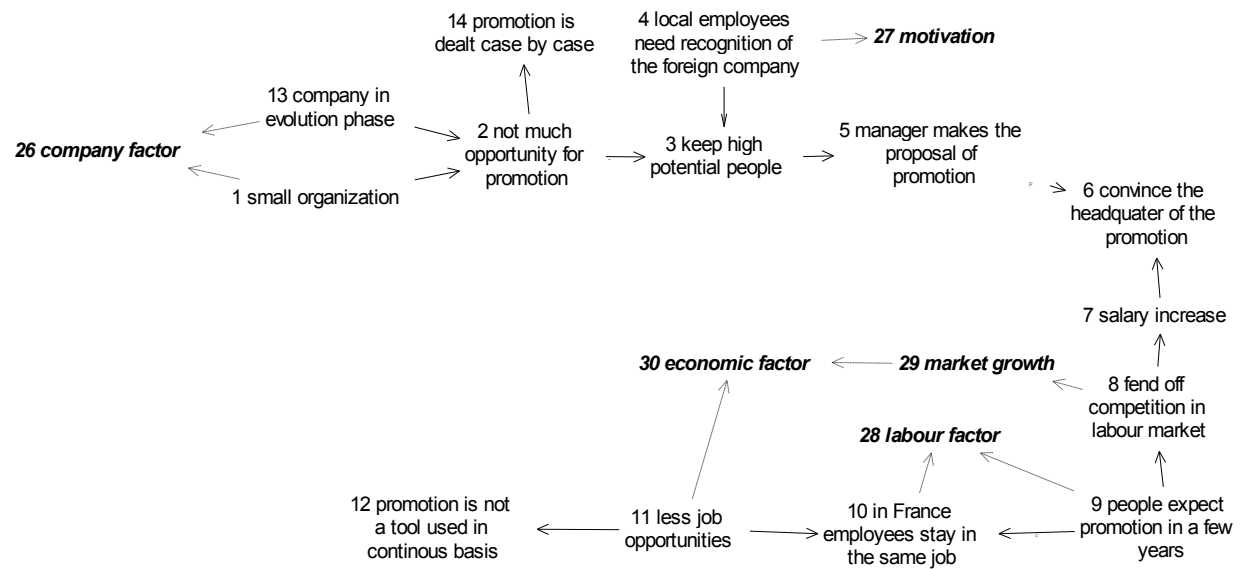 14 promotion is
dealt case by case
4 local employees
need recognition of
the foreign company
27 motivation
13 company in
evolution phase
26 company factor
2 not much
opportunity for
promotion
3 keep high
potential people
5 manager makes the
proposal of
promotion
1 small organization
6 convince the
headquater of the
promotion
7 salary increase
30 economic factor
29 market growth
8 fend off
competition in
labour market
28 labour factor
12 promotion is not
a tool used in
continous basis
11 less job
opportunities
10 in France
employees stay in
the same job
9 people expect
promotion in a few
years